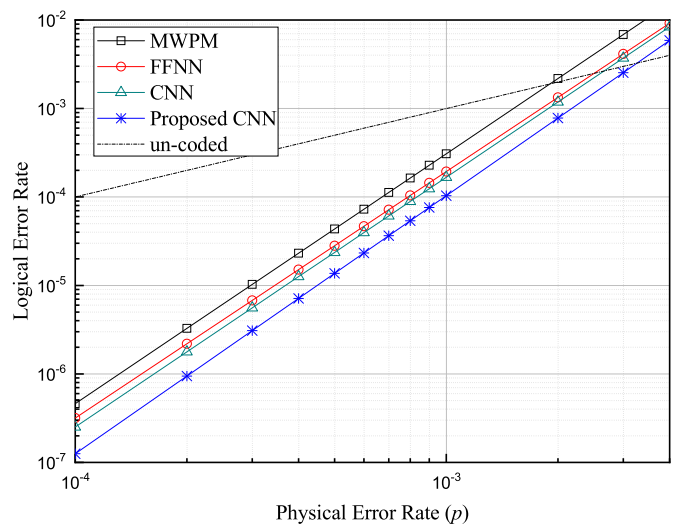 10⁻²
10⁻³
10⁻⁴
10⁻⁵
10⁻⁶
10⁻⁷
Logical Error Rate
MWPM
FFNN
CNN
Proposed CNN
un-coded
10⁻⁴
10⁻³
Physical Error Rate (p)